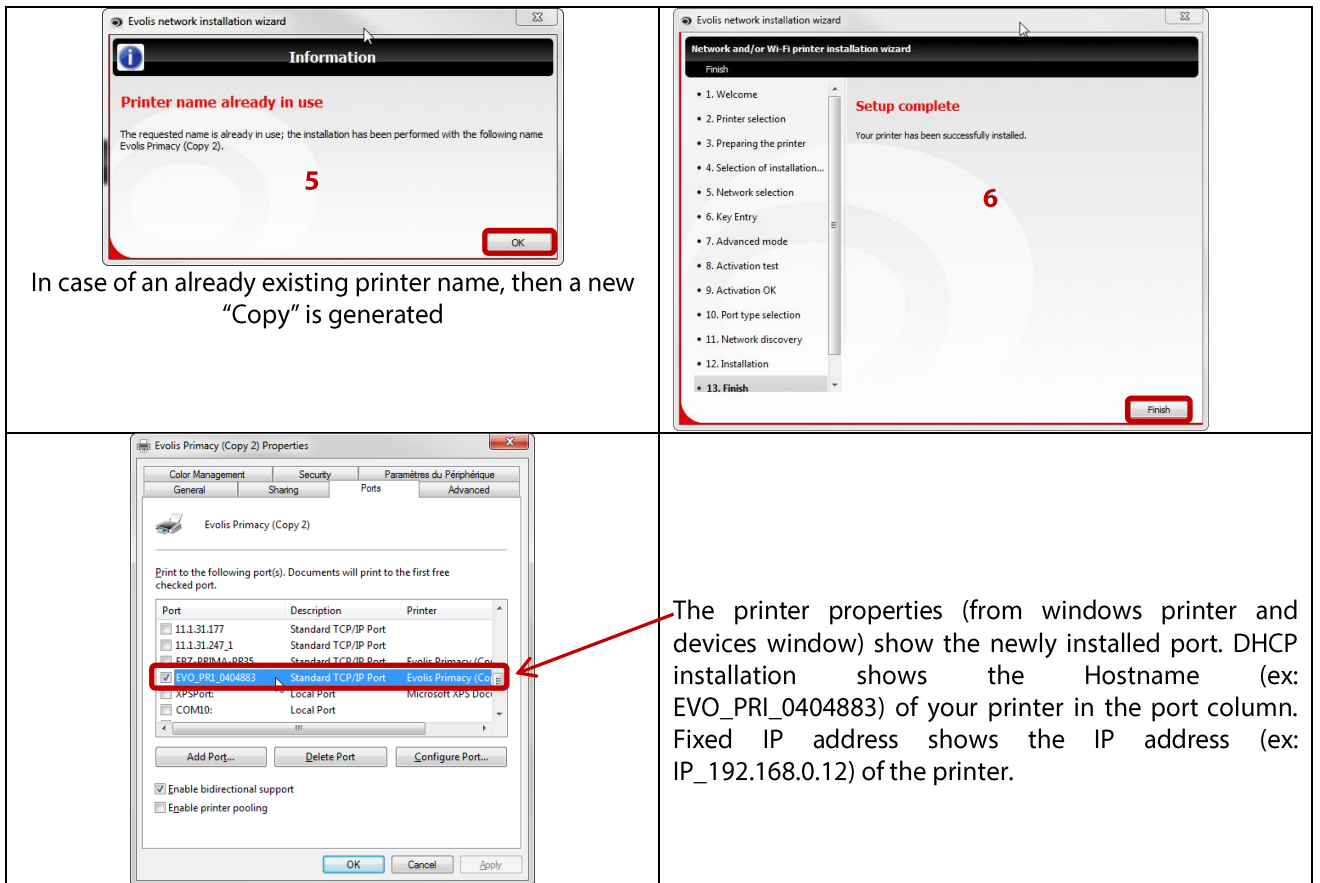 Evolis network installation wizard
Information
Printer name already in use
The requested name is already in use; the installation has been performed with the following name
Evolis Primacy (Copy 2).
5
OK
In case of an already existing printer name, then a new
“Copy” is generated
Evolis network installation wizard
Network and/or Wi-Fi printer installation wizard
Finish
• 1. Welcome
• 2. Printer selection
• 3. Preparing the printer
• 4. Selection of installation...
• 5. Network selection
• 6. Key Entry
• 7. Advanced mode
• 8. Activation test
• 9. Activation OK
• 10. Port type selection
• 11. Network discovery
• 12. Installation
• 13. Finish
Setup complete
Your printer has been successfully installed.
6
Finish
Evolis Primacy (Copy 2) Properties
Color Management Security Paramètres du Périphérique
General Sharing Ports Advanced
Evolis Primacy (Copy 2)
Print to the following port(s). Documents will print to the first free
checked port.
Port Description Printer
11.1.31.177 Standard TCP/IP Port
11.1.31.247_1 Standard TCP/IP Port
EBZ-PRIMA-PR35 Standard TCP/IP Port Evolis Primacy (Co
EVO_PR1_0404883 Standard TCP/IP Port Evolis Primacy (Co
XPSPort: Local Port Microsoft XPS Doc
COM10: Local Port
Add Port... Delete Port Configure Port...
Enable bidirectional support
Enable printer pooling
OK Cancel Apply
The printer properties (from windows printer and
devices window) show the newly installed port. DHCP
installation shows the Hostname (ex:
EVO_PRI_0404883) of your printer in the port column.
Fixed IP address shows the IP address (ex:
IP_192.168.0.12) of the printer.